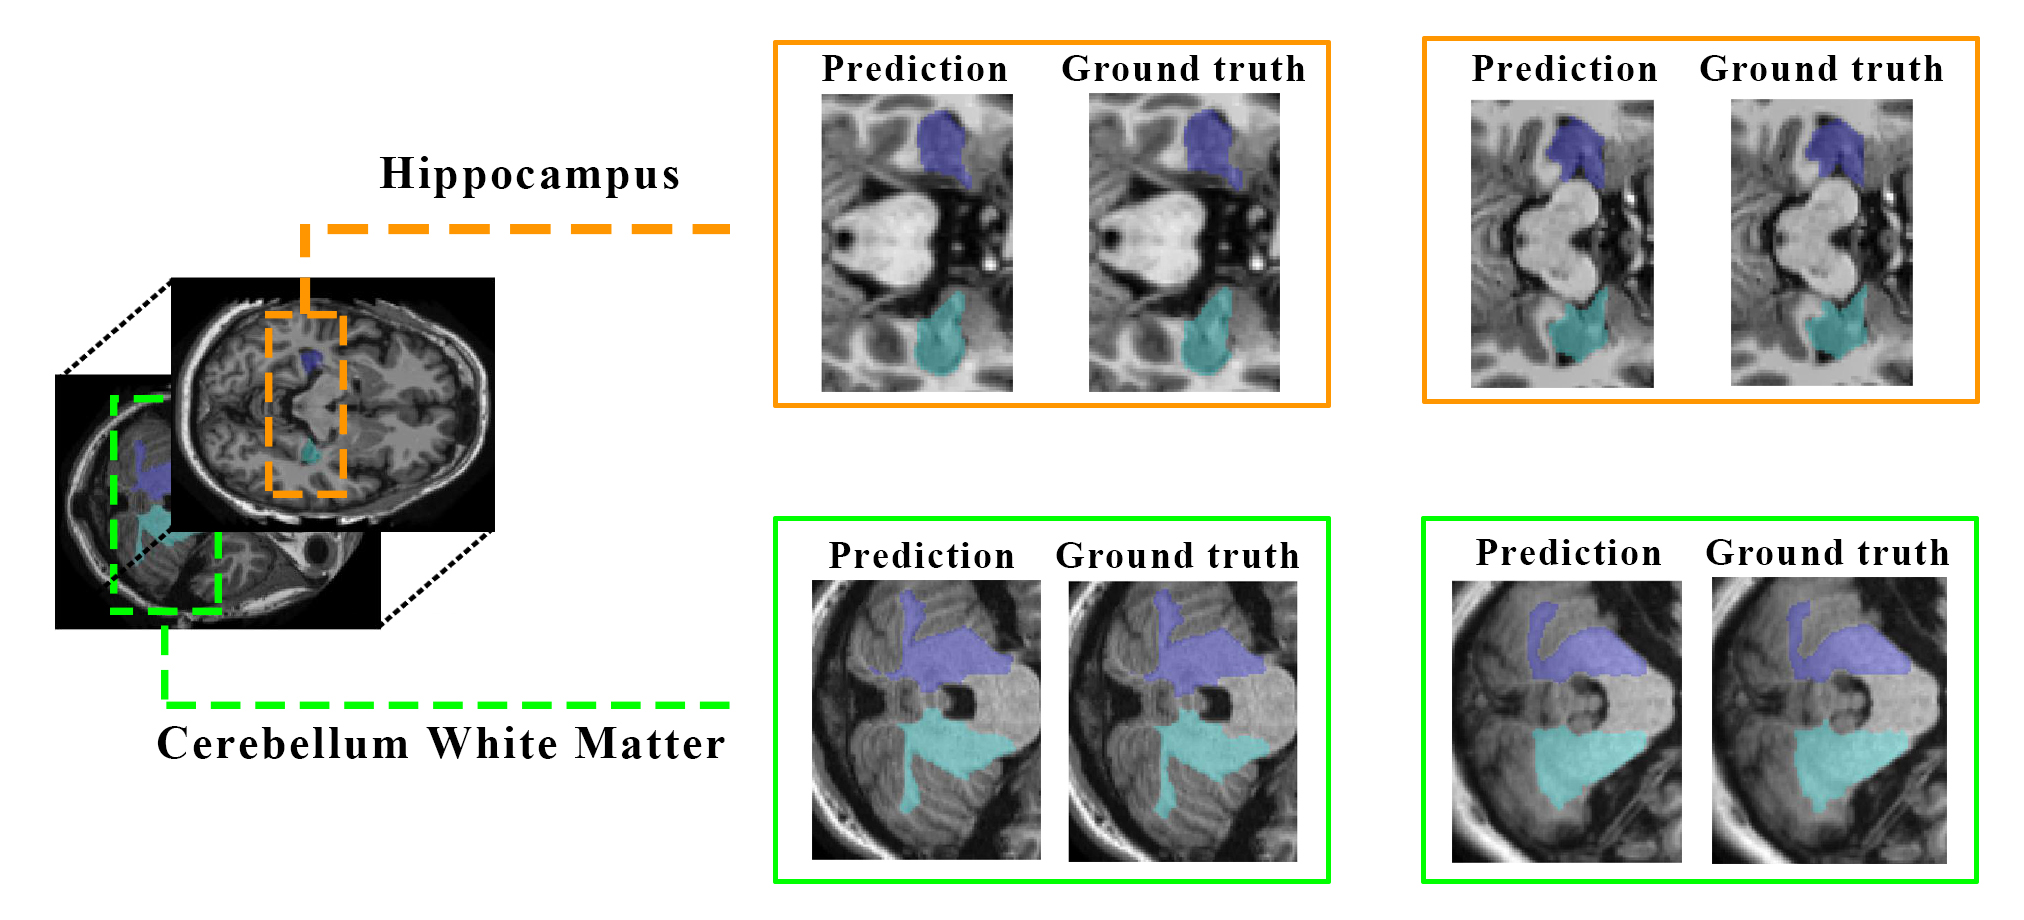 Hippocampus
Cerebellum White Matter
Prediction Ground truth
Prediction Ground truth
Prediction Ground truth
Prediction Ground truth